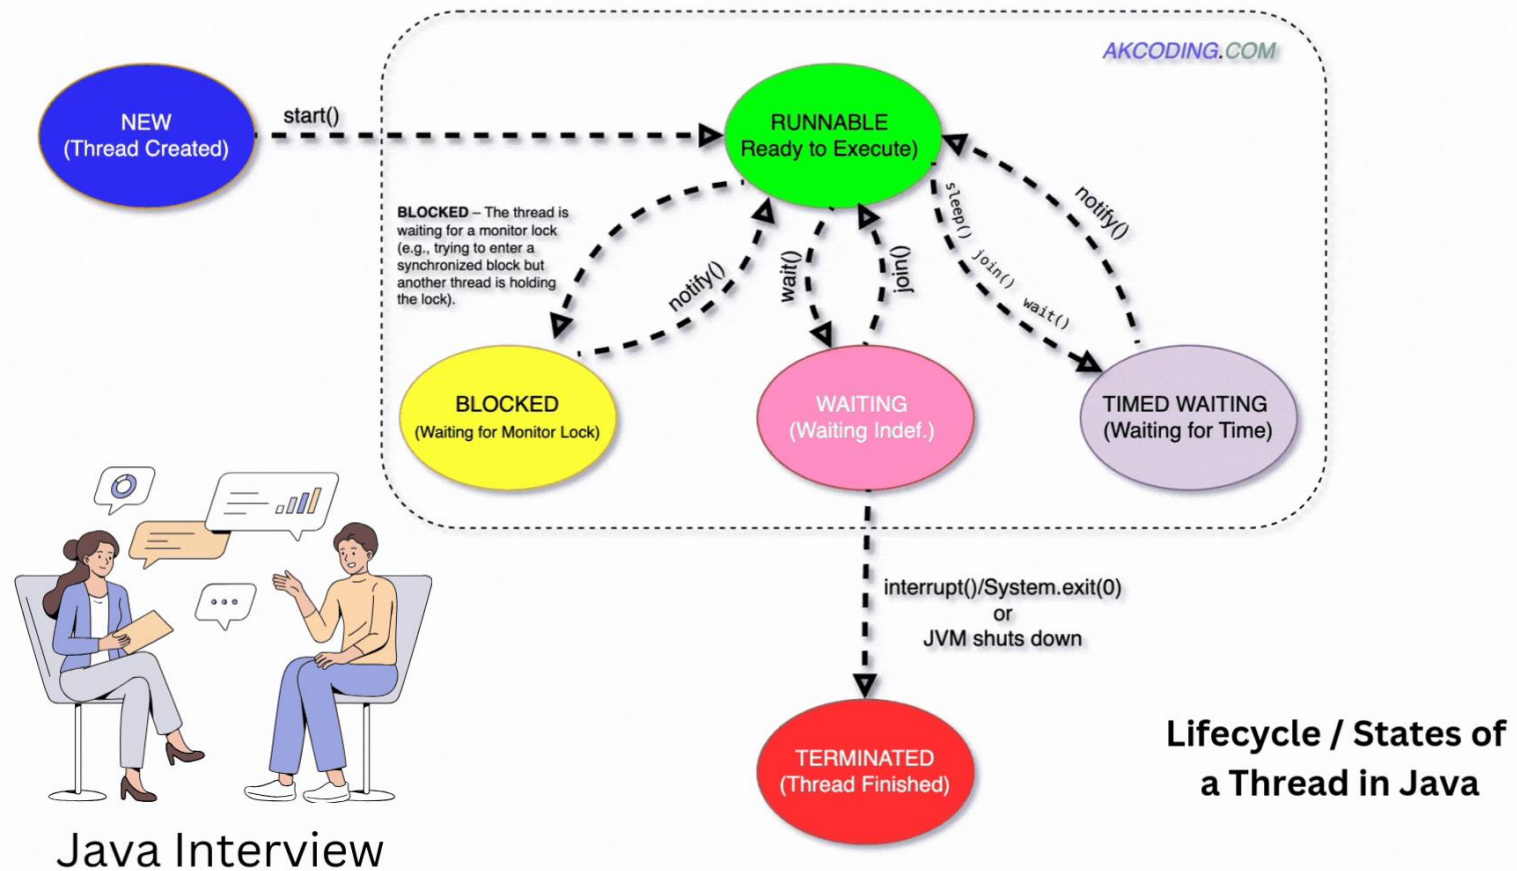 AKCODING.COM
NEW
(Thread Created)
start()
RUNNABLE
Ready to Execute)
BLOCKED – The thread is
waiting for a monitor lock
(e.g., trying to enter a
synchronized block but
another thread is holding
the lock).
notify()
wait()
join()
sleep()
join()
wait()
notify()
BLOCKED
(Waiting for Monitor Lock)
WAITING
(Waiting Indef.)
TIMED WAITING
(Waiting for Time)
interrupt()/System.exit(0)
or
JVM shuts down
TERMINATED
(Thread Finished)
Lifecycle / States of
a Thread in Java
Java Interview